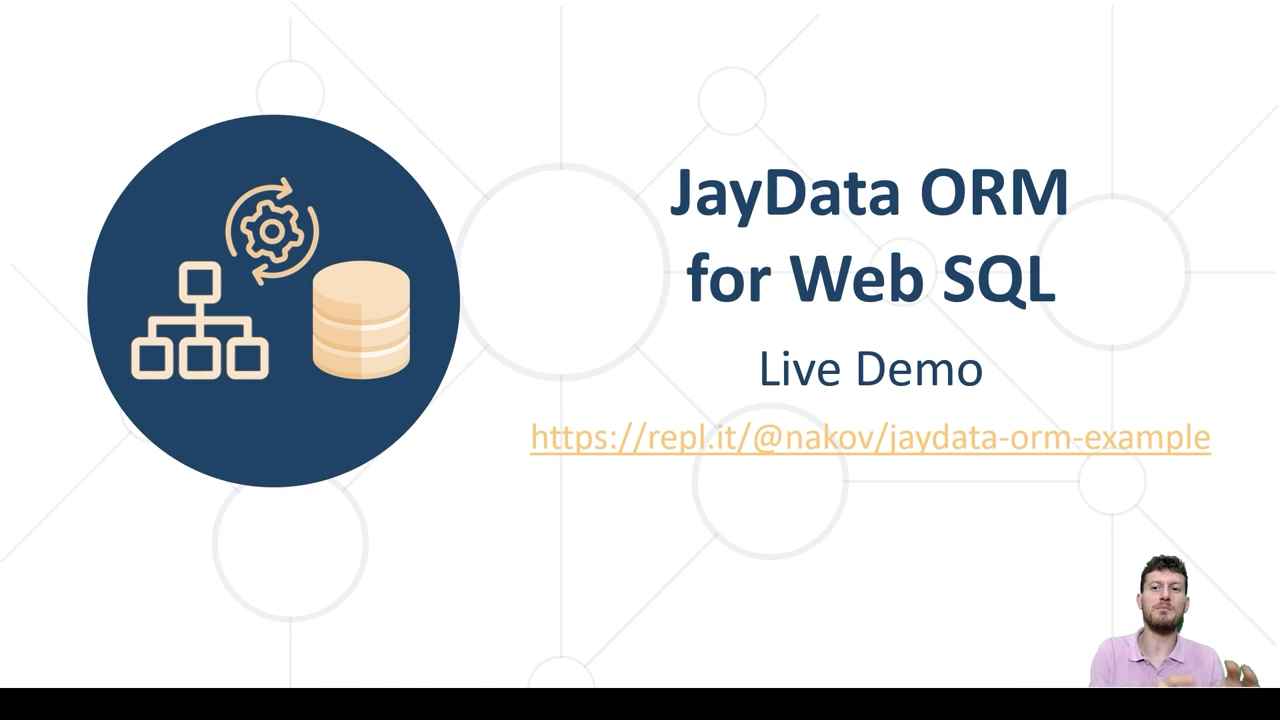 JayData ORM
for Web SQL
Live Demo
https://repl.it/@nakov/jaydata-orm-example